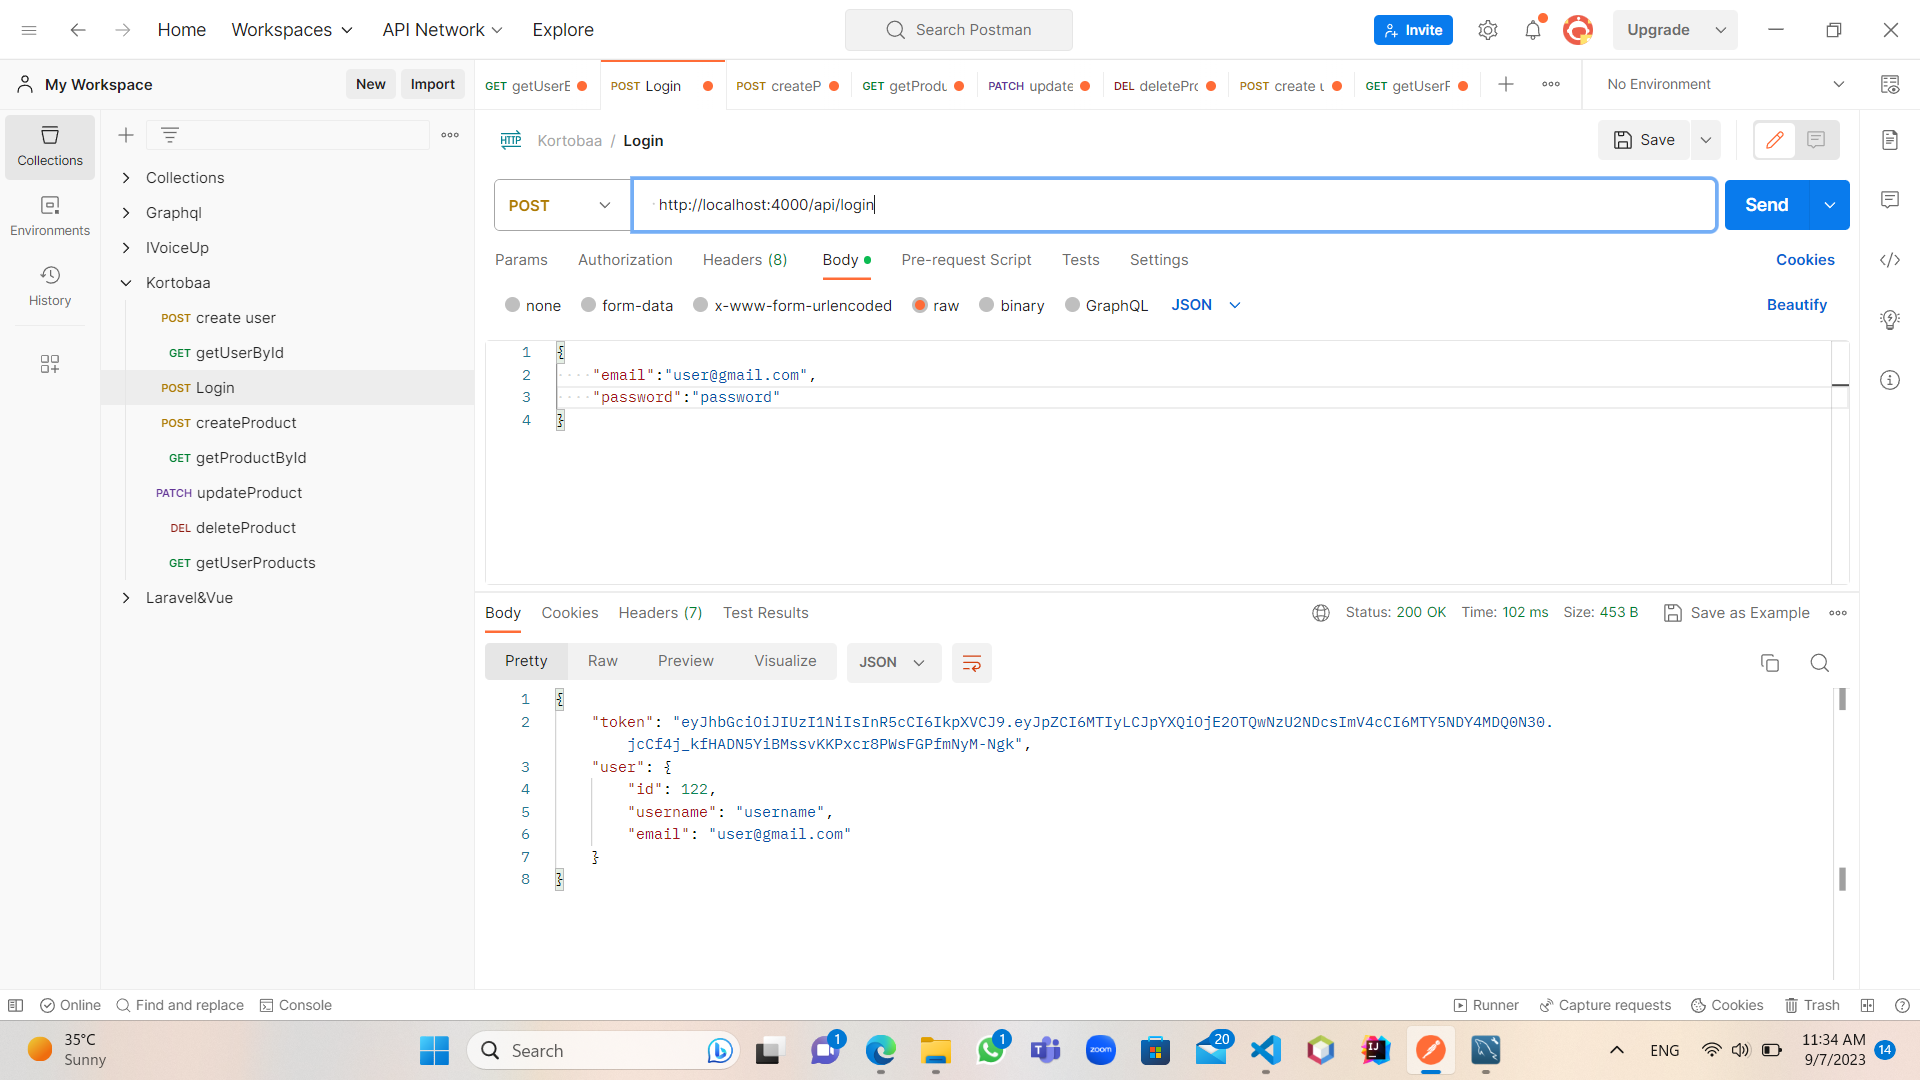 Home Workspaces API Network Explore Search Postman Invite Upgrade
My Workspace New Import GET getUserE POST Login POST createP GET getProdu PATCH update DEL deletePro POST create u GET getUserF No Environment
Collections
Environments
History
Collections
Graphql
IVoiceUp
Kortobaa
POST create user
GET getUserById
POST Login
POST createProduct
GET getProductById
PATCH updateProduct
DEL deleteProduct
GET getUserProducts
Laravel&Vue
HTTP Kortobaa / Login Save
POST http://localhost:4000/api/login Send
Params Authorization Headers (8) Body Pre-request Script Tests Settings Cookies
none form-data x-www-form-urlencoded raw binary GraphQL JSON Beautify
1 {
2 "email":"user@gmail.com",
3 "password":"password"
4 }
Body Cookies Headers (7) Test Results Status: 200 OK Time: 102 ms Size: 453 B Save as Example
Pretty Raw Preview Visualize JSON
1 {
2 "token": "eyJhbGciOiJIUzI1NiIsInR5cCI6IkpXVCJ9.eyJpZCI6MTIyLCJpYXQiOjE2OTQwNzU2NDcsImV4cCI6MTY5NDY4MDQ0N30.
jcCf4j_kfHADN5YiBMssvKKPxcr8PWsFGPfmNyM-Ngk",
3 "user": {
4 "id": 122,
5 "username": "username",
6 "email": "user@gmail.com"
7 }
8 }
Online Find and replace Console Runner Capture requests Cookies Trash
35°C
Sunny
Search 1 1 zoom 20 ENG
11:34 AM
9/7/2023 14